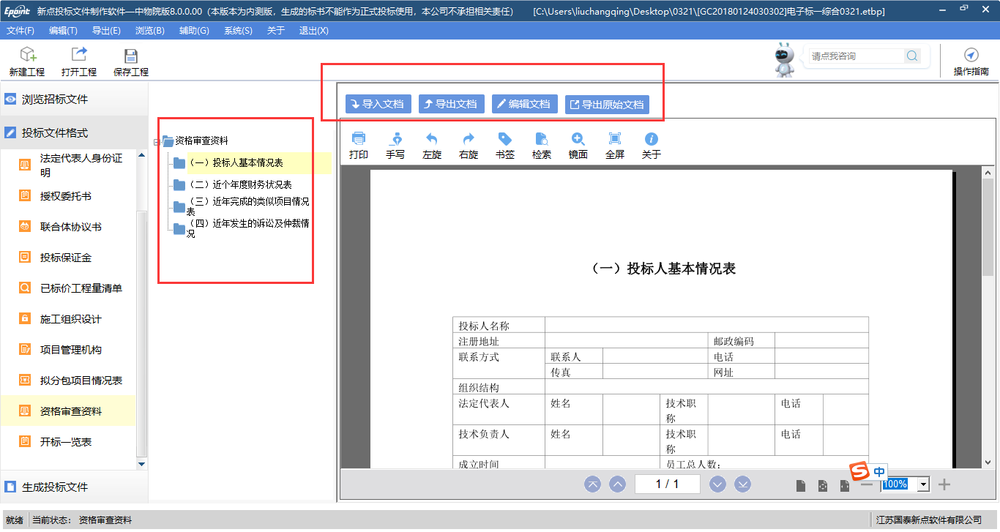 Epoint 新点投标文件制作软件—中物院版8.0.0.00（本版本为内测版，生成的标书不能作为正式投标使用，本公司不承担相关责任） [C:\Users\liuchangqing\Desktop\0321\[GC20180124030302]电子标—综合0321.etbp]
文件(F) 编辑(T) 导出(E) 浏览(B) 辅助(G) 系统(S) 关于 退出(X)
新建工程 打开工程 保存工程
请点我咨询
操作指南
浏览招标文件
投标文件格式
法定代表人身份证
明
授权委托书
联合体协议书
投标保证金
已标价工程量清单
施工组织设计
项目管理机构
拟分包项目情况表
资格审查资料
开标一览表
生成投标文件
资格审查资料
（一）投标人基本情况表
（二）近个年度财务状况表
（三）近年完成的类似项目情况
表
（四）近年发生的诉讼及仲裁情
况
导入文档 导出文档 编辑文档 导出原始文档
打印 手写 左旋 右旋 书签 检索 镜面 全屏 关于
（一）投标人基本情况表
投标人名称
注册地址 邮政编码
联系方式 联系人 电话
传真 网址
组织结构
法定代表人 姓名 技术职
称 电话
技术负责人 姓名 技术职
称 电话
成立时间 员工总人数：
1 / 1
中
100%
就绪 当前状态： 资格审查资料 江苏国泰新点软件有限公司